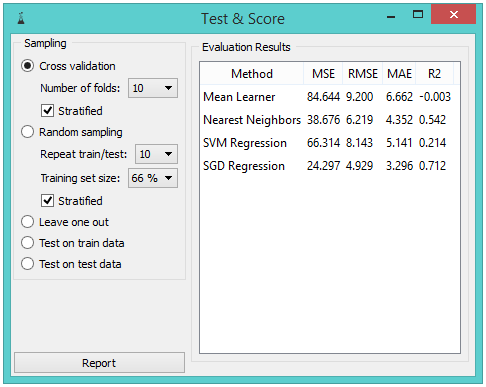 Test & Score
Sampling
Cross validation
Number of folds: 10
Stratified
Random sampling
Repeat train/test: 10
Training set size: 66 %
Stratified
Leave one out
Test on train data
Test on test data
Report
Evaluation Results
Method MSE RMSE MAE R2
Mean Learner 84.644 9.200 6.662 -0.003
Nearest Neighbors 38.676 6.219 4.352 0.542
SVM Regression 66.314 8.143 5.141 0.214
SGD Regression 24.297 4.929 3.296 0.712